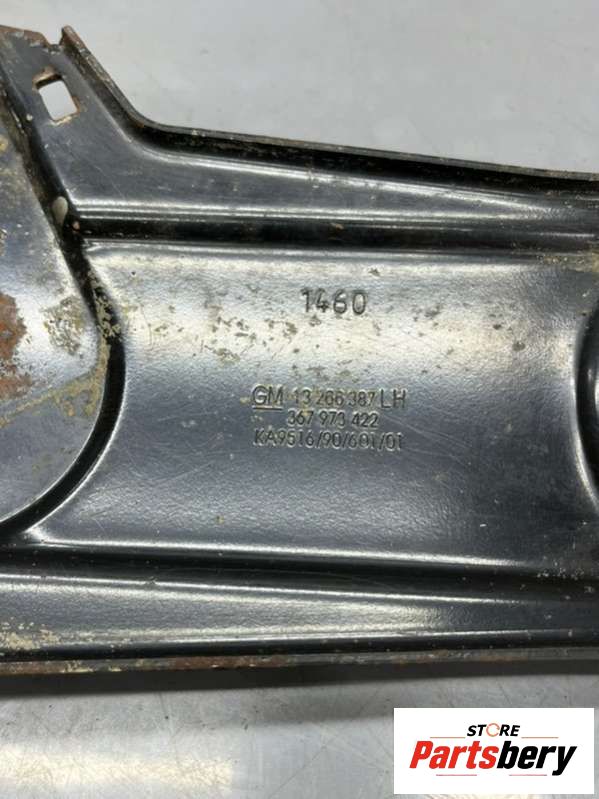 1460
GM 13 266 387 LH
367 973 422
KA9516/90/601/01
STORE
Partsbery